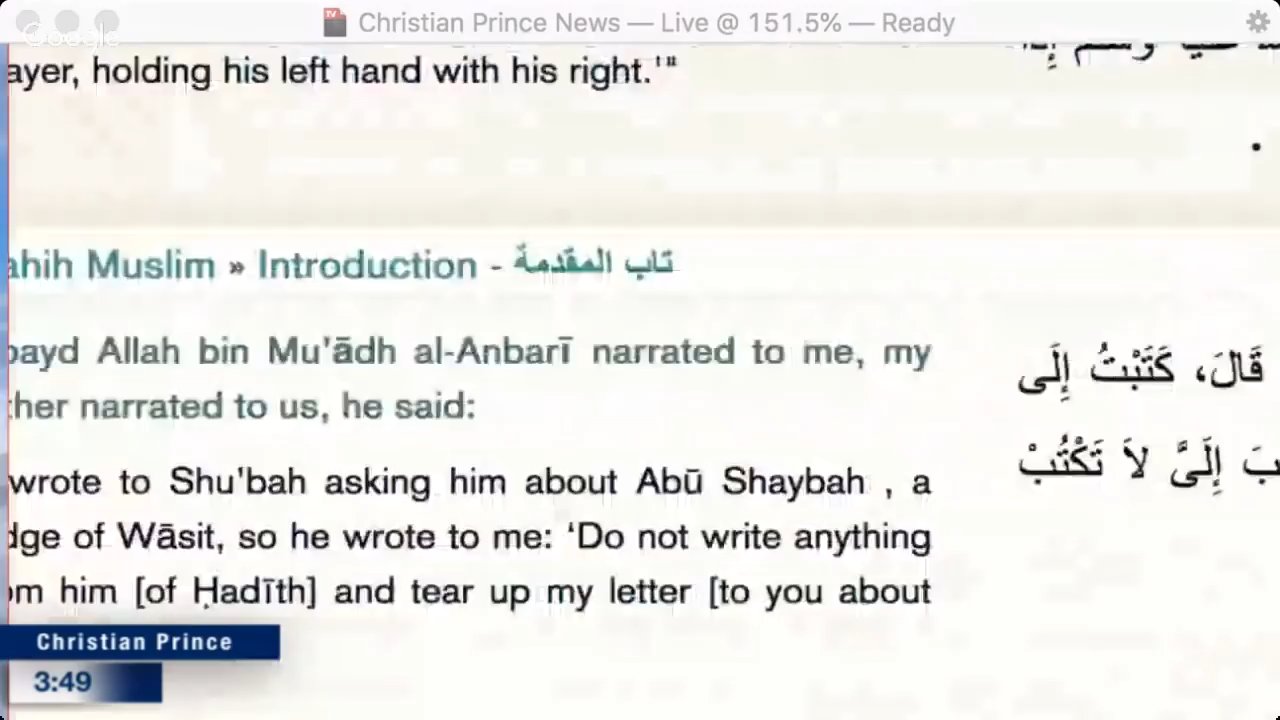 Christian Prince News — Live @ 151.5% — Ready
Google
ayer, holding his left hand with his right.'"
ahih Muslim » Introduction - تاب المقدمة
bayd Allah bin Mu'ādh al-Anbarī narrated to me, my
ther narrated to us, he said:
wrote to Shu'bah asking him about Abū Shaybah , a
dge of Wāsit, so he wrote to me: ‘Do not write anything
om him [of Ḥadīth] and tear up my letter [to you about
قَالَ، كَتَبْتُ إِلَى
بَ إِلَىَّ لاَ تَكْتُبْ
Christian Prince
3:49